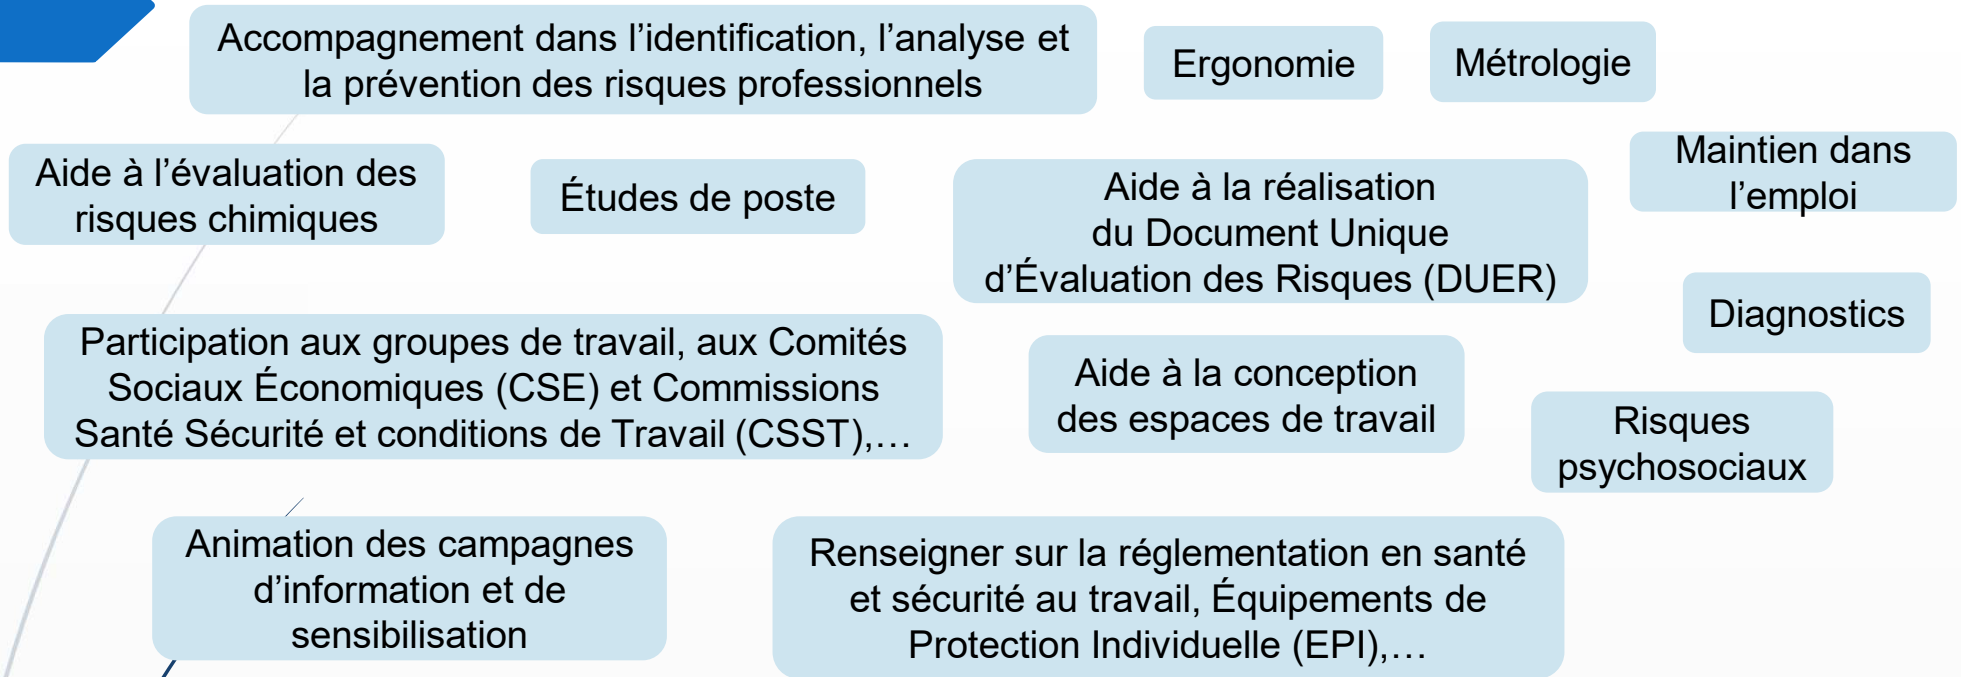 Accompagnement dans l’identification, l’analyse et
la prévention des risques professionnels
Ergonomie
Métrologie
Aide à l’évaluation des
risques chimiques
Études de poste
Aide à la réalisation
du Document Unique
d’Évaluation des Risques (DUER)
Maintien dans
l’emploi
Diagnostics
Participation aux groupes de travail, aux Comités
Sociaux Économiques (CSE) et Commissions
Santé Sécurité et conditions de Travail (CSST),…
Aide à la conception
des espaces de travail
Risques
psychosociaux
Animation des campagnes
d’information et de
sensibilisation
Renseigner sur la réglementation en santé
et sécurité au travail, Équipements de
Protection Individuelle (EPI),…